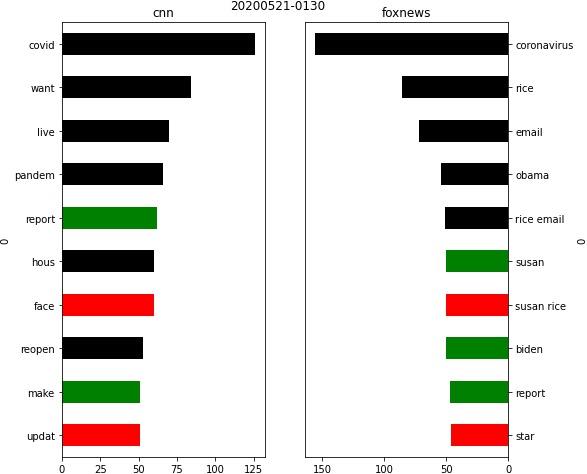 20200521-0130
cnn
foxnews
covid
want
live
pandem
report
hous
face
reopen
make
updat
0
0 25 50 75 100 125
coronavirus
rice
email
obama
rice email
susan
susan rice
biden
report
star
0
150 100 50 0